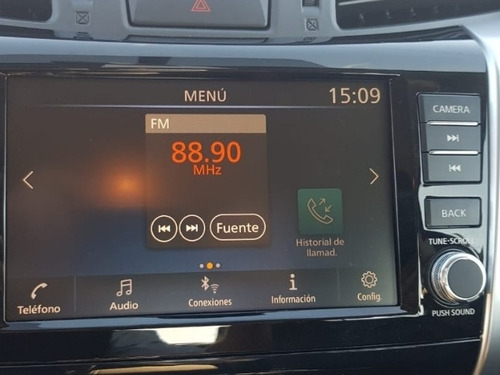 MENÚ
15:09
FM
88.90
MHz
Fuente
Historial de
llamad.
Teléfono
Audio
Conexiones
Información
Config.
CAMERA
BACK
TUNE·SCROLL
PUSH SOUND